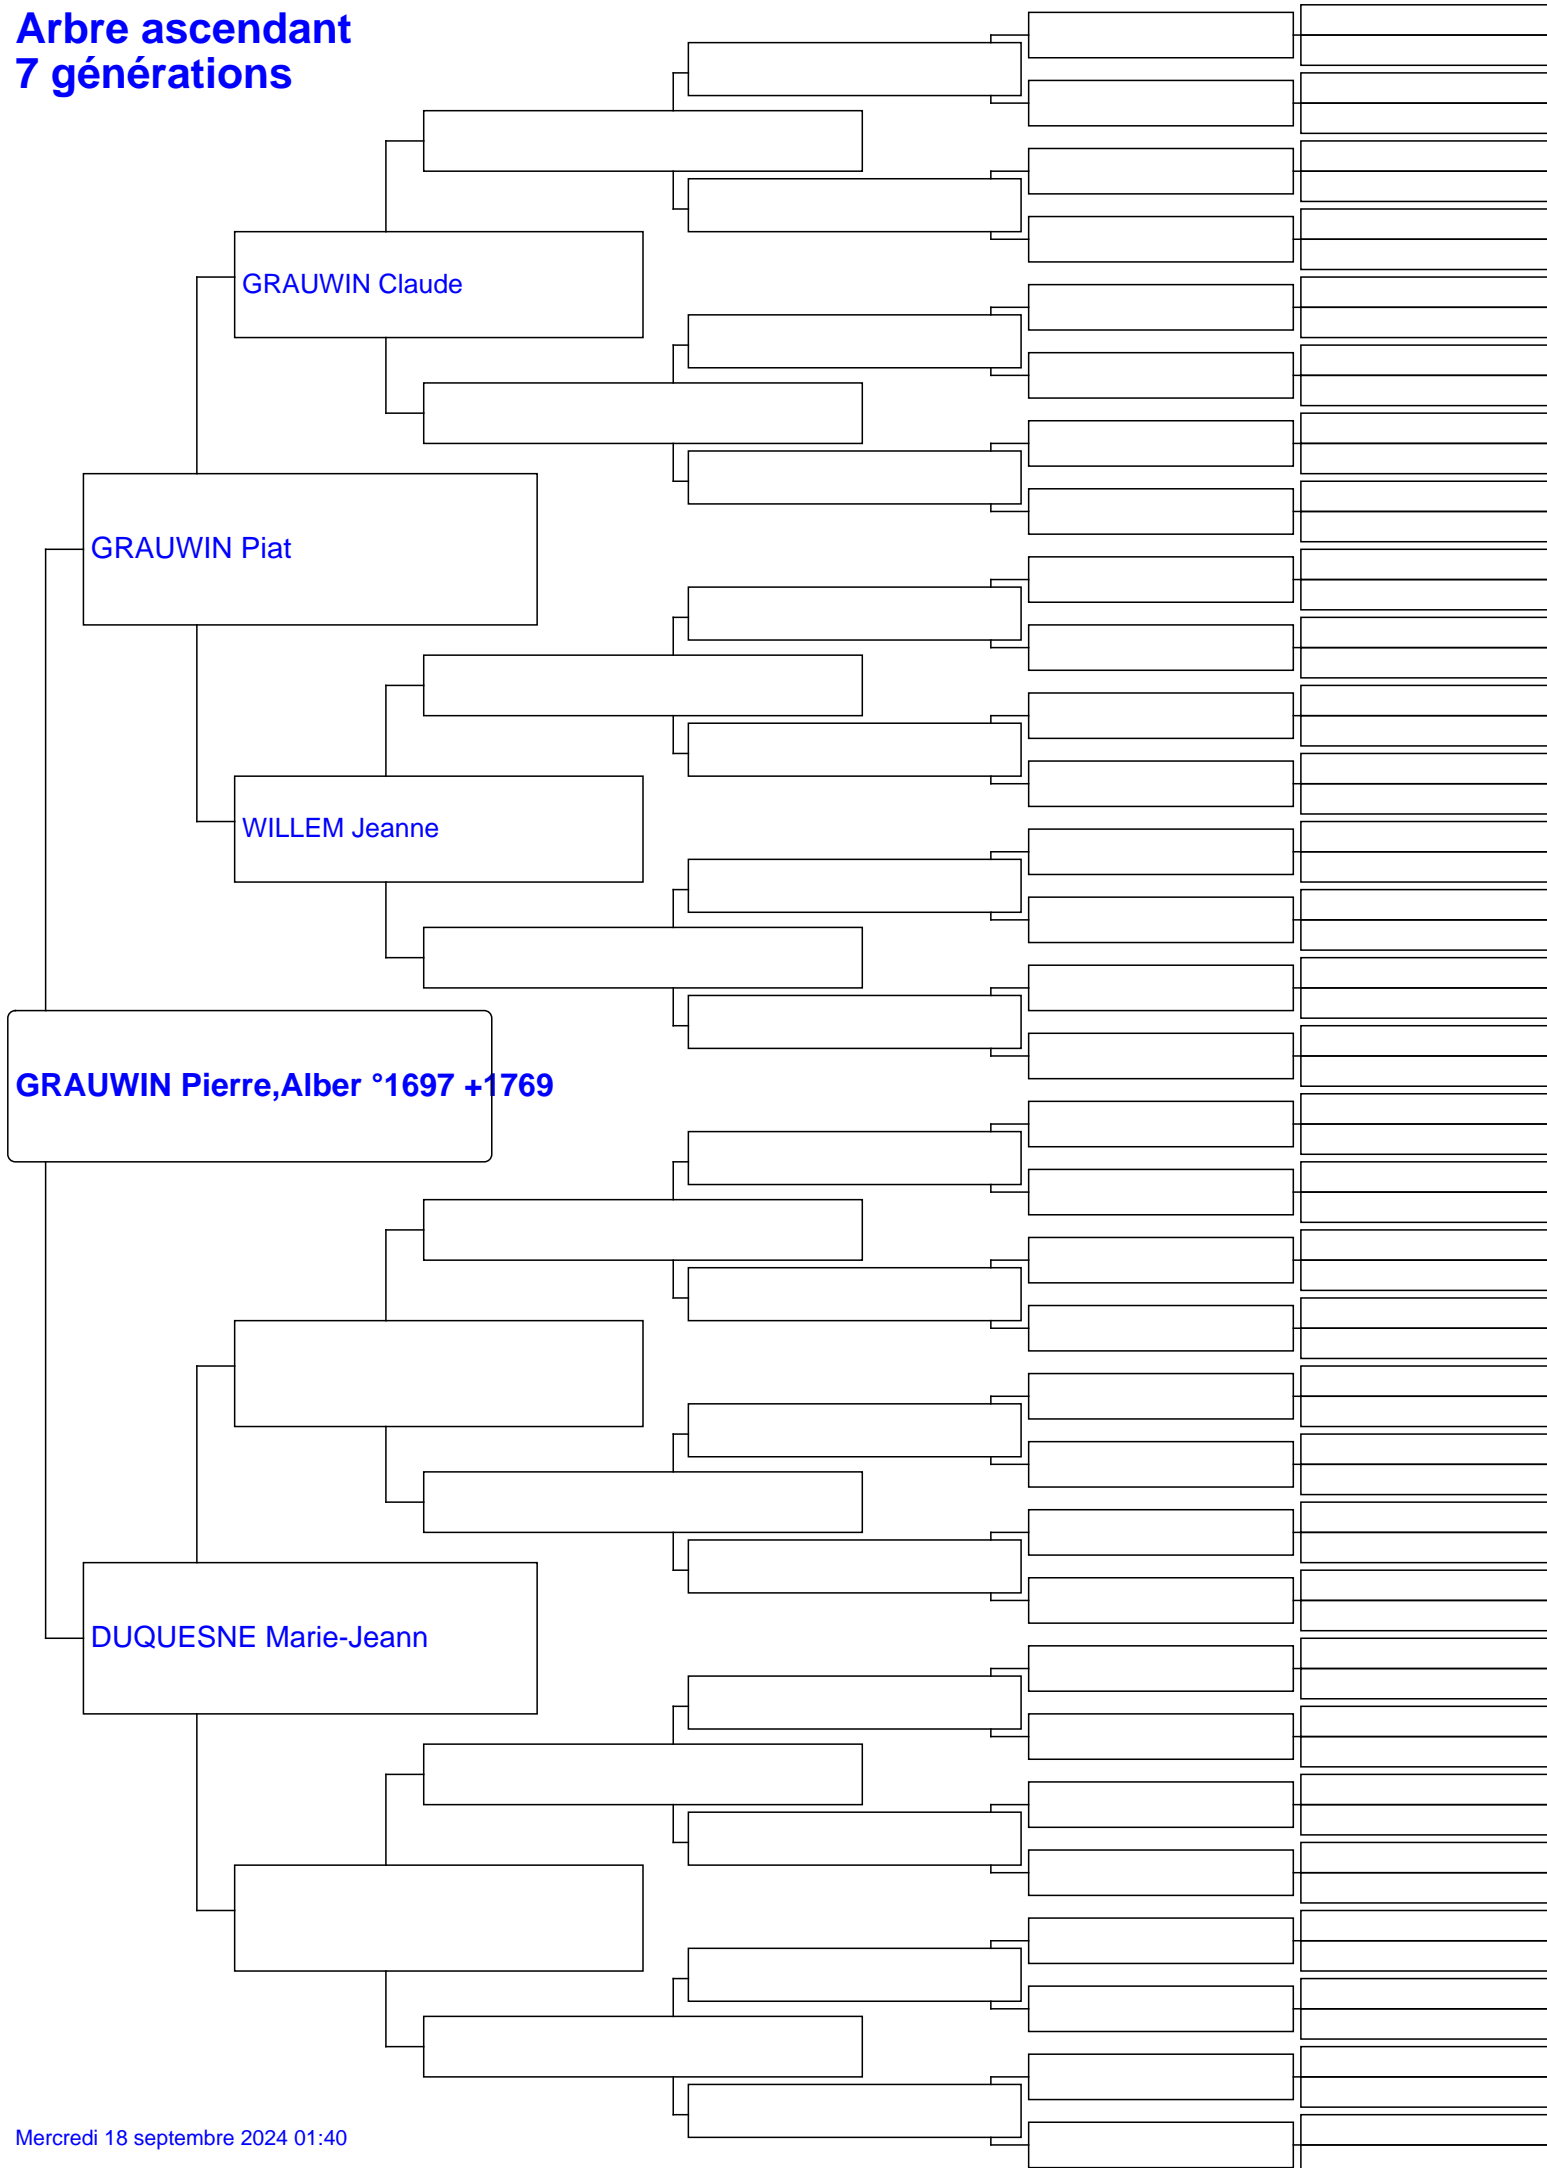 Arbre ascendant
7 générations
GRAUWIN Claude
GRAUWIN Piat
WILLEM Jeanne
GRAUWIN Pierre,Alber °1697 +1769
DUQUESNE Marie-Jeann
Mercredi 18 septembre 2024 01:40